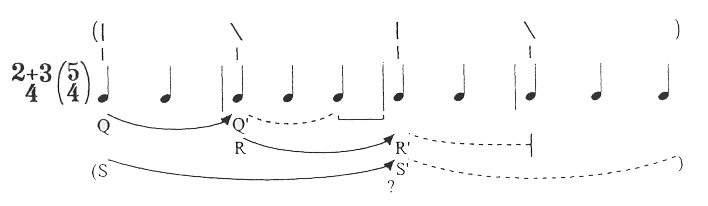 ( | \ | \ )
2+3 (5
4 4)
Q Q'
R R'
(S S' )
?